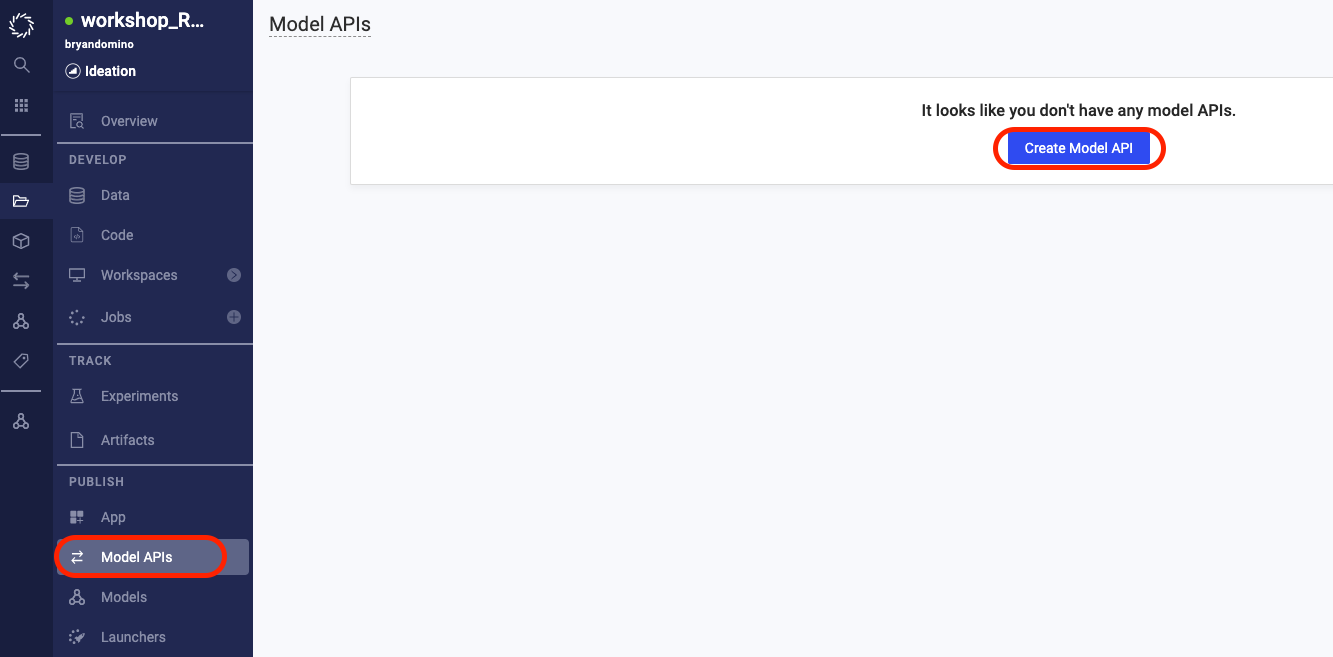 workshop_R...
bryandomino
Ideation
Overview
DEVELOP
Data
Code
Workspaces
Jobs
TRACK
Experiments
Artifacts
PUBLISH
App
Model APIs
Models
Launchers
Model APIs
It looks like you don't have any model APIs.
Create Model API